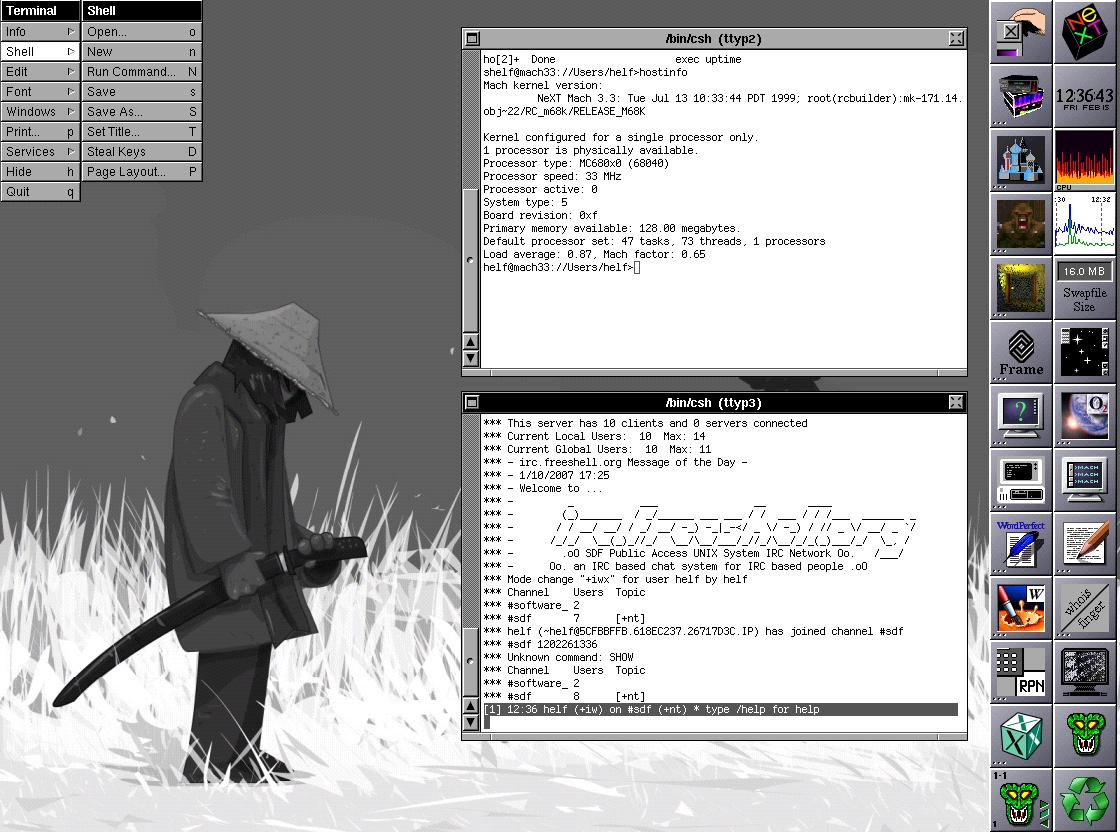 Terminal
Info
Shell
Edit
Font
Windows
Print... p
Services
Hide h
Quit q
Shell
Open... o
New n
Run Command... N
Save s
Save As... S
Set Title... T
Steal Keys D
Page Layout... P
/bin/csh (ttyp2)
ho[2]+ Done exec uptime
shelf@mach33://Users/helf>hostinfo
Mach kernel version:
NeXT Mach 3.3: Tue Jul 13 10:33:44 PDT 1999; root(rcbuilder):mk-171.14.
obj~22/RC_m68k/RELEASE_M68K
Kernel configured for a single processor only.
1 processor is physically available.
Processor type: MC680x0 (68040)
Processor speed: 33 MHz
Processor active: 0
System type: 5
Board revision: 0xf
Primary memory available: 128.00 megabytes.
Default processor set: 47 tasks, 73 threads, 1 processors
Load average: 0.87, Mach factor: 0.65
helf@mach33://Users/helf>
/bin/csh (ttyp3)
*** This server has 10 clients and 0 servers connected
*** Current Local Users: 10 Max: 14
*** Current Global Users: 10 Max: 11
*** - irc.freeshell.org Message of the Day -
*** - 1/10/2007 17:25
*** - Welcome to ...
*** -
*** -
*** -
*** -
*** - .oO SDF Public Access UNIX System IRC Network Oo.
*** - Oo. an IRC based chat system for IRC based people .oO
*** Mode change "+iwx" for user helf by helf
*** Channel Users Topic
*** #software_ 2
*** #sdf 7 [+nt]
*** helf (~helf@5CFBBFFB.618EC237.26717D3C.IP) has joined channel #sdf
*** #sdf 1202261336
*** Unknown command: SHOW
*** Channel Users Topic
*** #software_ 2
*** #sdf 8 [+nt]
[1] 12:36 helf (+iw) on #sdf (+nt) * type /help for help
NeXT
12:36:43
FRI FEB 15
CPU
:30 12:32
16.0 MB
Swapfile
Size
Frame
?
O2
MACH
MACH
MACH
WordPerfect
W
whois
finger
RPN
X
X
1-1
1